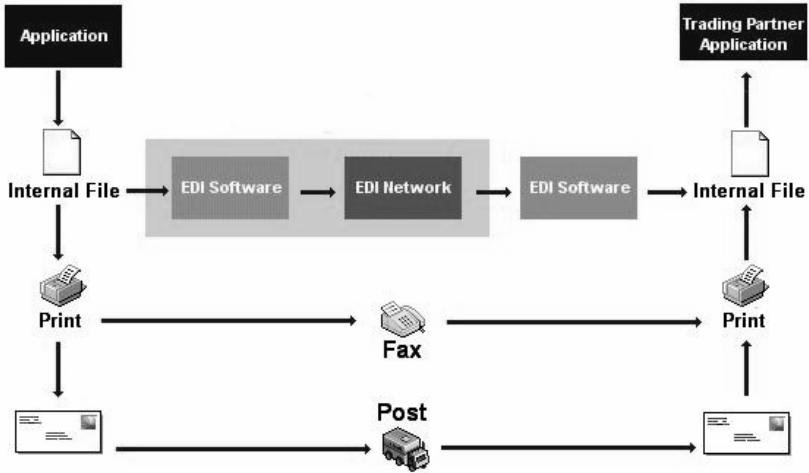 Application
Trading Partner
Application
Internal File
EDI Software
EDI Network
EDI Software
Internal File
Print
Fax
Print
Post